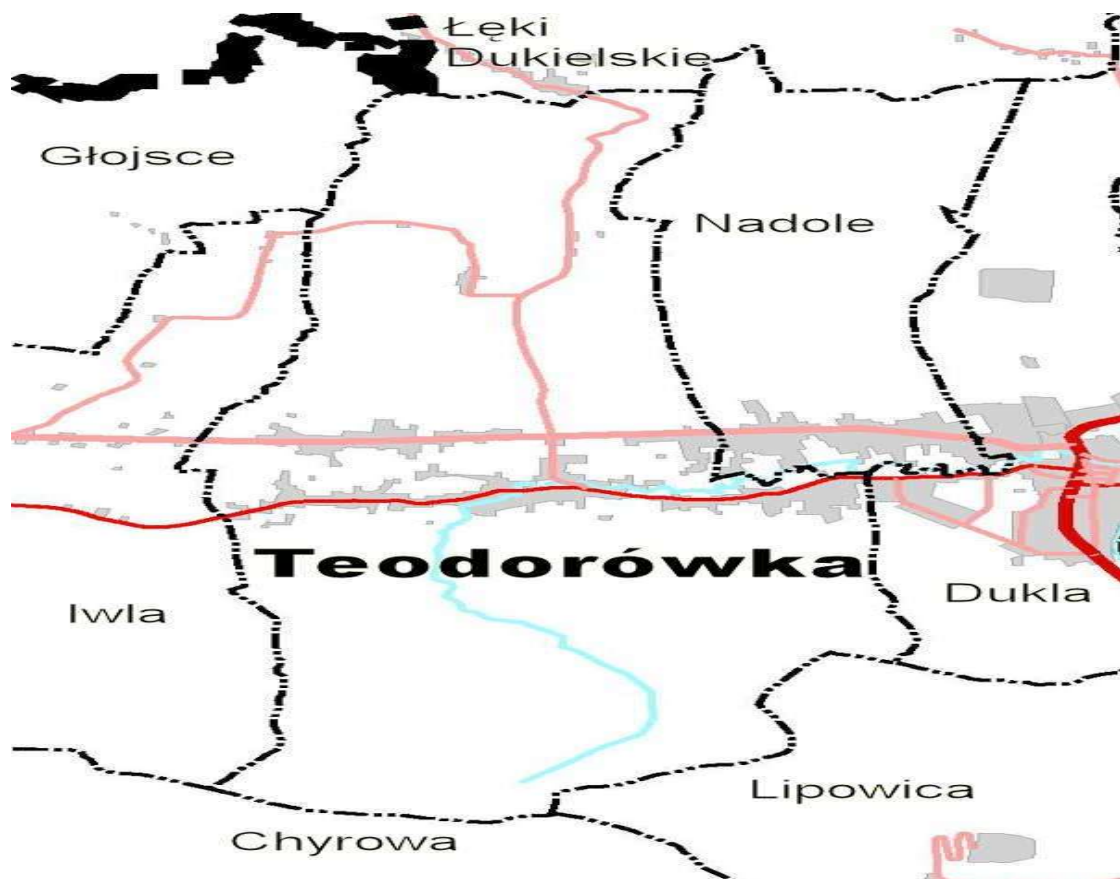 Łęki
Dukielskie
Głojsce
Nadole
Teodorówka
Iwla
Dukla
Lipowica
Chyrowa